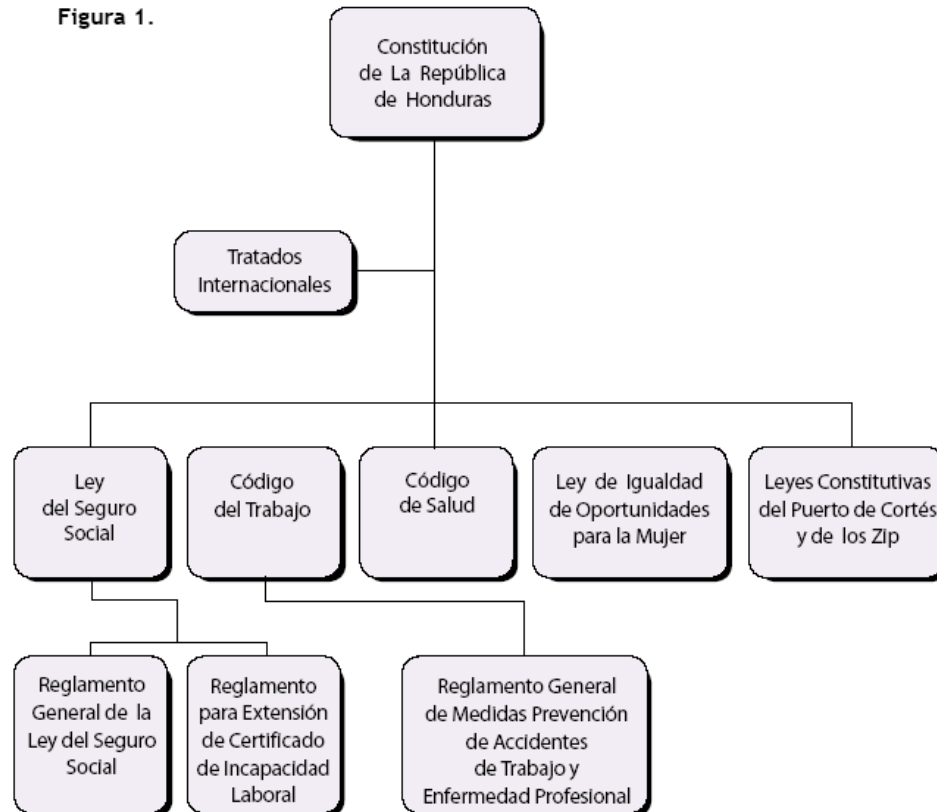 Figura 1.
Constitución
de La República
de Honduras
Tratados
Internacionales
Ley
del Seguro
Social
Código
del Trabajo
Código
de Salud
Ley de Igualdad
de Oportunidades
para la Mujer
Leyes Constitutivas
del Puerto de Cortés
y de los Zip
Reglamento
General de la
Ley del Seguro
Social
Reglamento
para Extensión
de Certificado
de Incapacidad
Laboral
Reglamento General
de Medidas Prevención
de Accidentes
de Trabajo y
Enfermedad Profesional